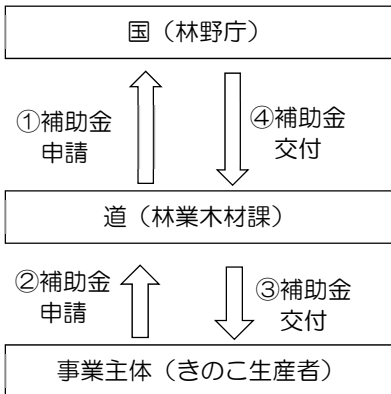 国（林野庁）
①補助金
申請
④補助金
交付
道（林業木材課）
②補助金
申請
③補助金
交付
事業主体（きのこ生産者）